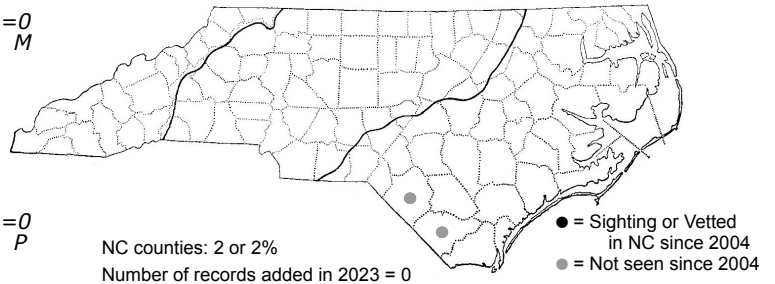 =0
M
=0
P
NC counties: 2 or 2%
Number of records added in 2023 = 0
● = Sighting or Vetted
in NC since 2004
● = Not seen since 2004